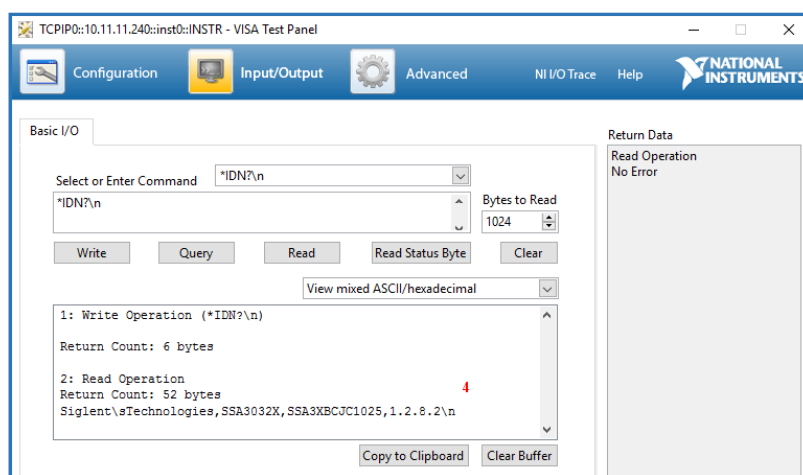 TCPIP0::10.11.11.240::inst0::INSTR - VISA Test Panel
Configuration
Input/Output
Advanced
NI I/O Trace
Help
NATIONAL
INSTRUMENTS
Basic I/O
Select or Enter Command
*IDN?\n
*IDN?\n
Bytes to Read
1024
Write
Query
Read
Read Status Byte
Clear
View mixed ASCII/hexadecimal
1: Write Operation (*IDN?\n)
Return Count: 6 bytes
2: Read Operation
Return Count: 52 bytes
Siglent\sTechnologies,SSA3032X,SSA3XBCJC1025,1.2.8.2\n
4
Copy to Clipboard
Clear Buffer
Return Data
Read Operation
No Error